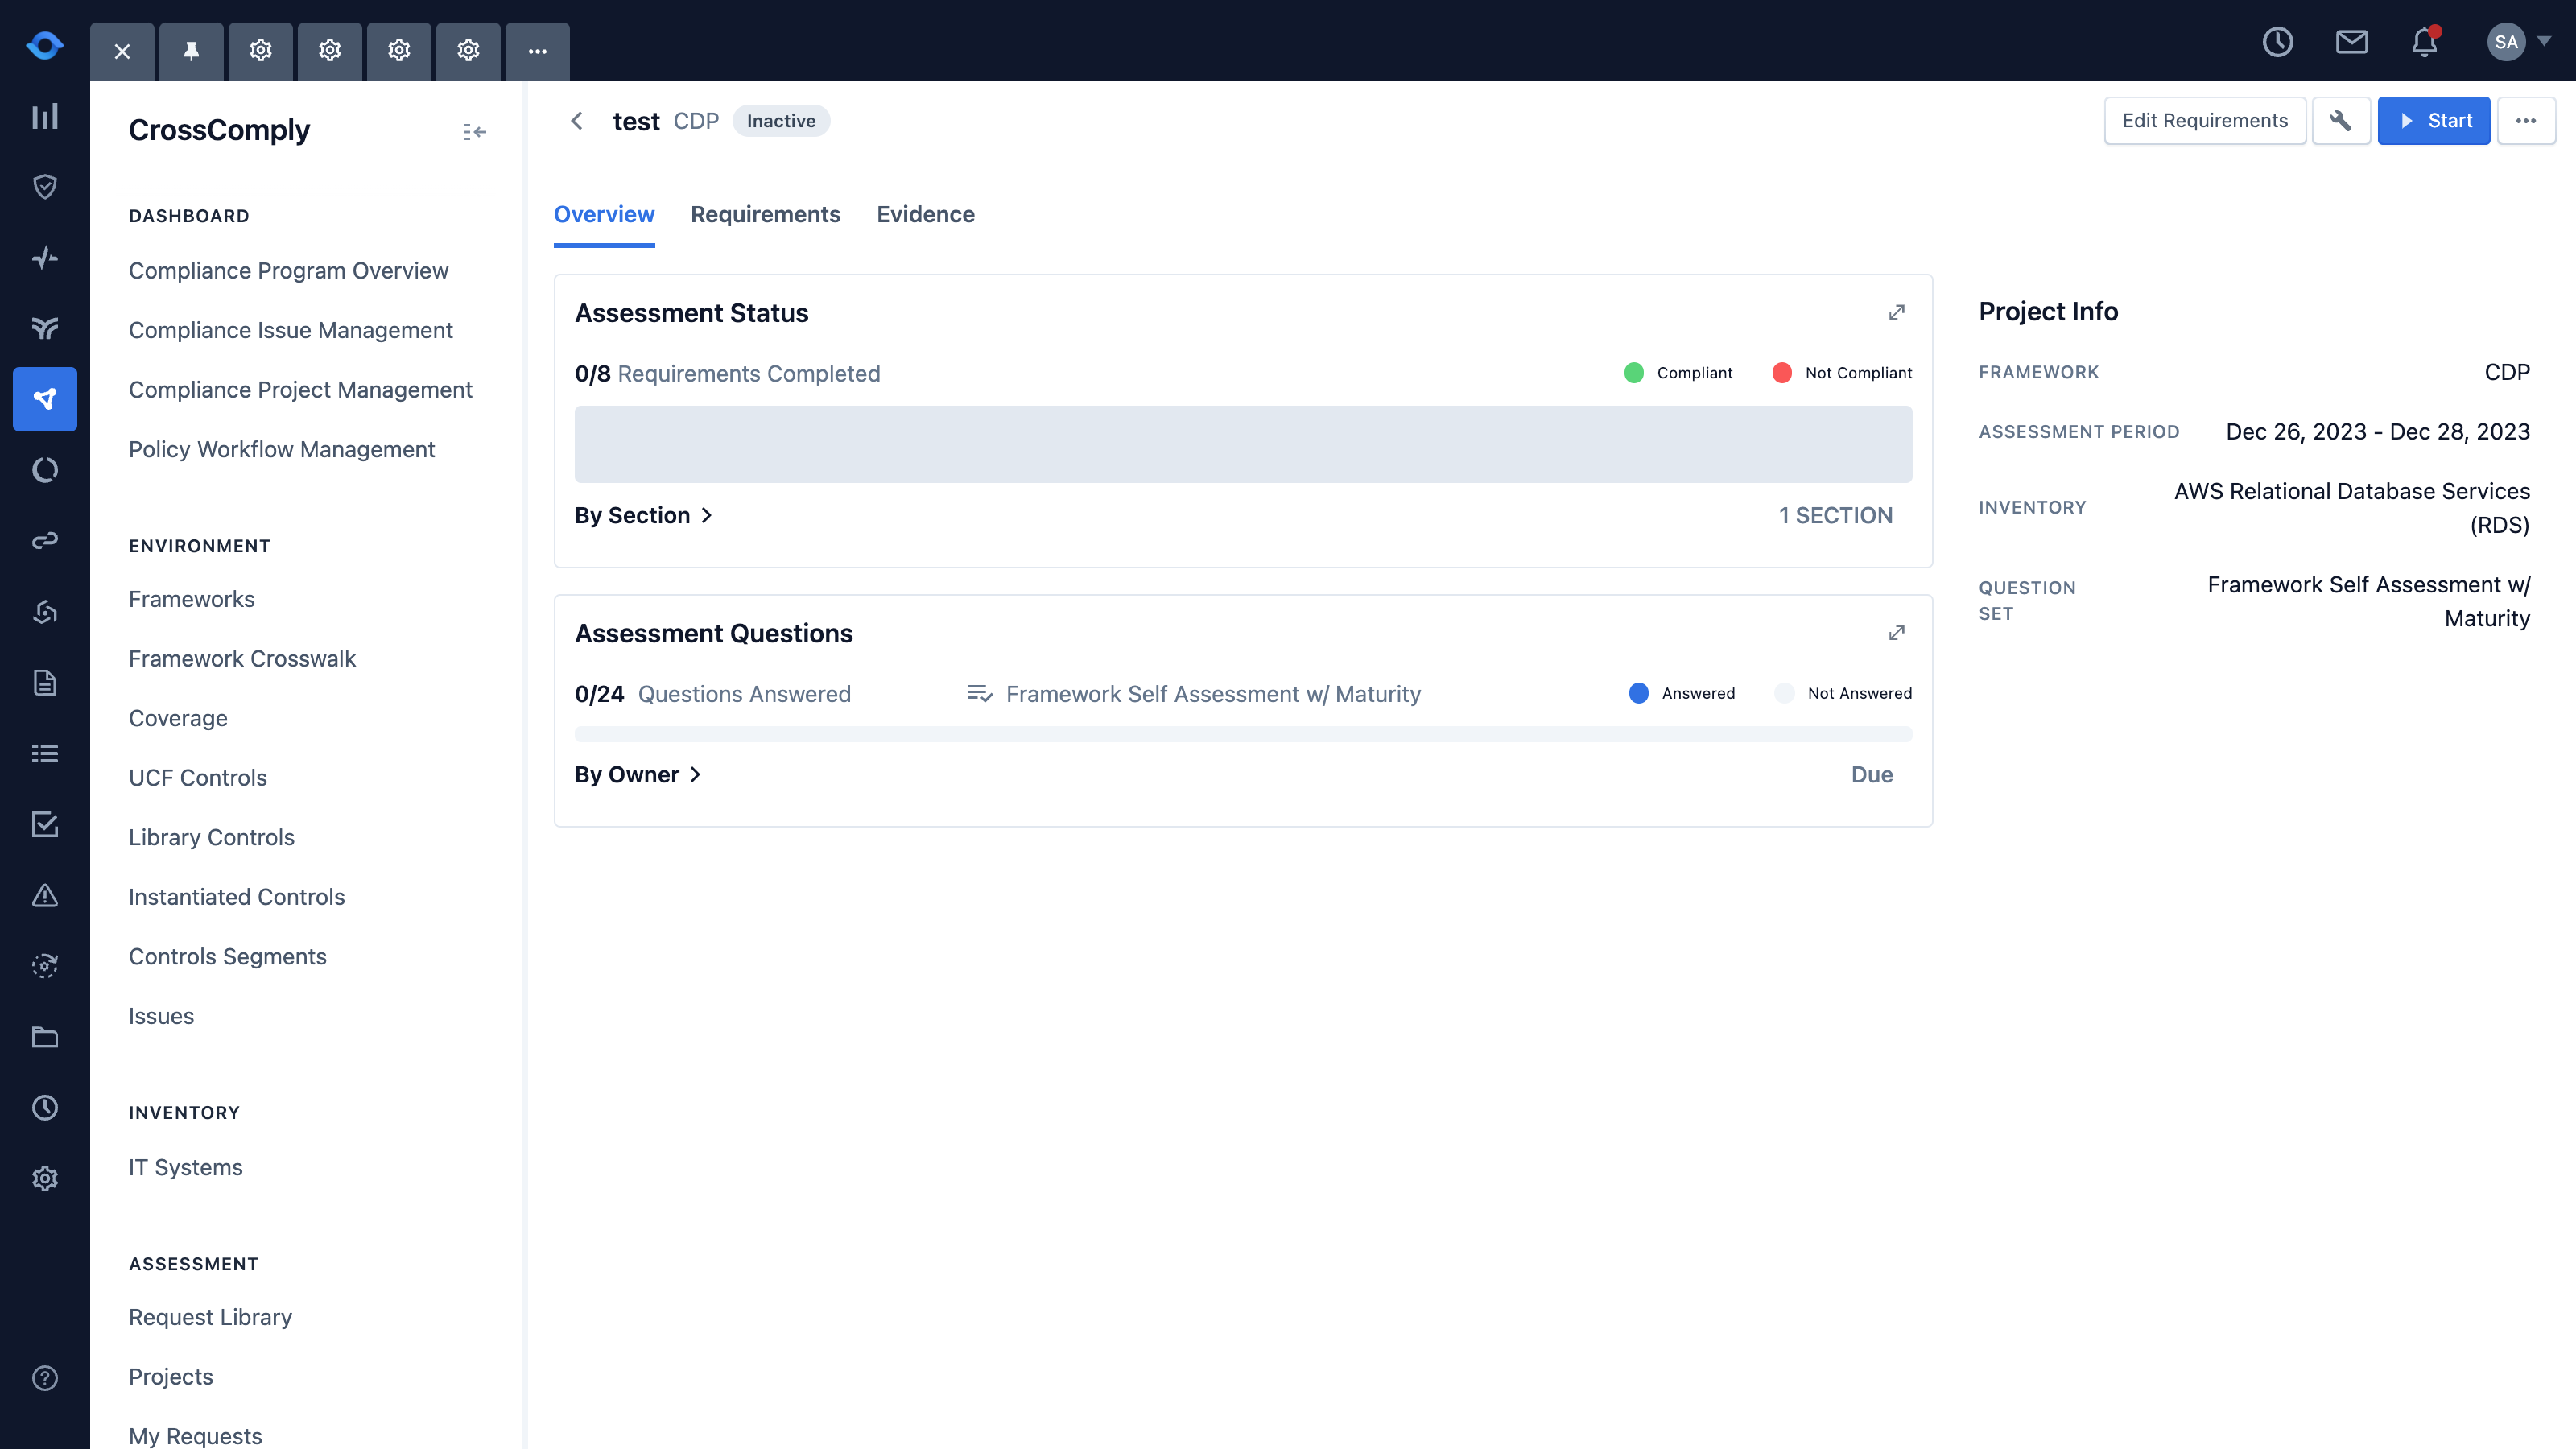 SA
CrossComply
DASHBOARD
Compliance Program Overview
Compliance Issue Management
Compliance Project Management
Policy Workflow Management
ENVIRONMENT
Frameworks
Framework Crosswalk
Coverage
UCF Controls
Library Controls
Instantiated Controls
Controls Segments
Issues
INVENTORY
IT Systems
ASSESSMENT
Request Library
Projects
My Requests
test CDP Inactive
Edit Requirements
Start
Overview Requirements Evidence
Assessment Status
0/8 Requirements Completed
Compliant Not Compliant
By Section
1 SECTION
Assessment Questions
0/24 Questions Answered
Framework Self Assessment w/ Maturity
Answered Not Answered
By Owner
Due
Project Info
FRAMEWORK CDP
ASSESSMENT PERIOD Dec 26, 2023 - Dec 28, 2023
INVENTORY
AWS Relational Database Services
(RDS)
QUESTION
SET
Framework Self Assessment w/
Maturity